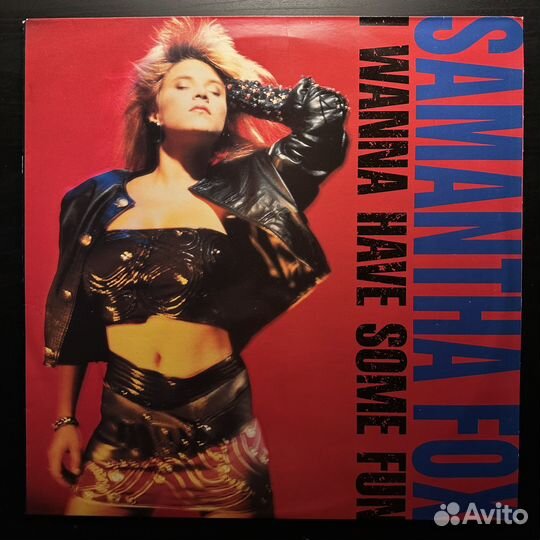 SAMANTHA FOX
I WANNA HAVE SOME FUN
Avito